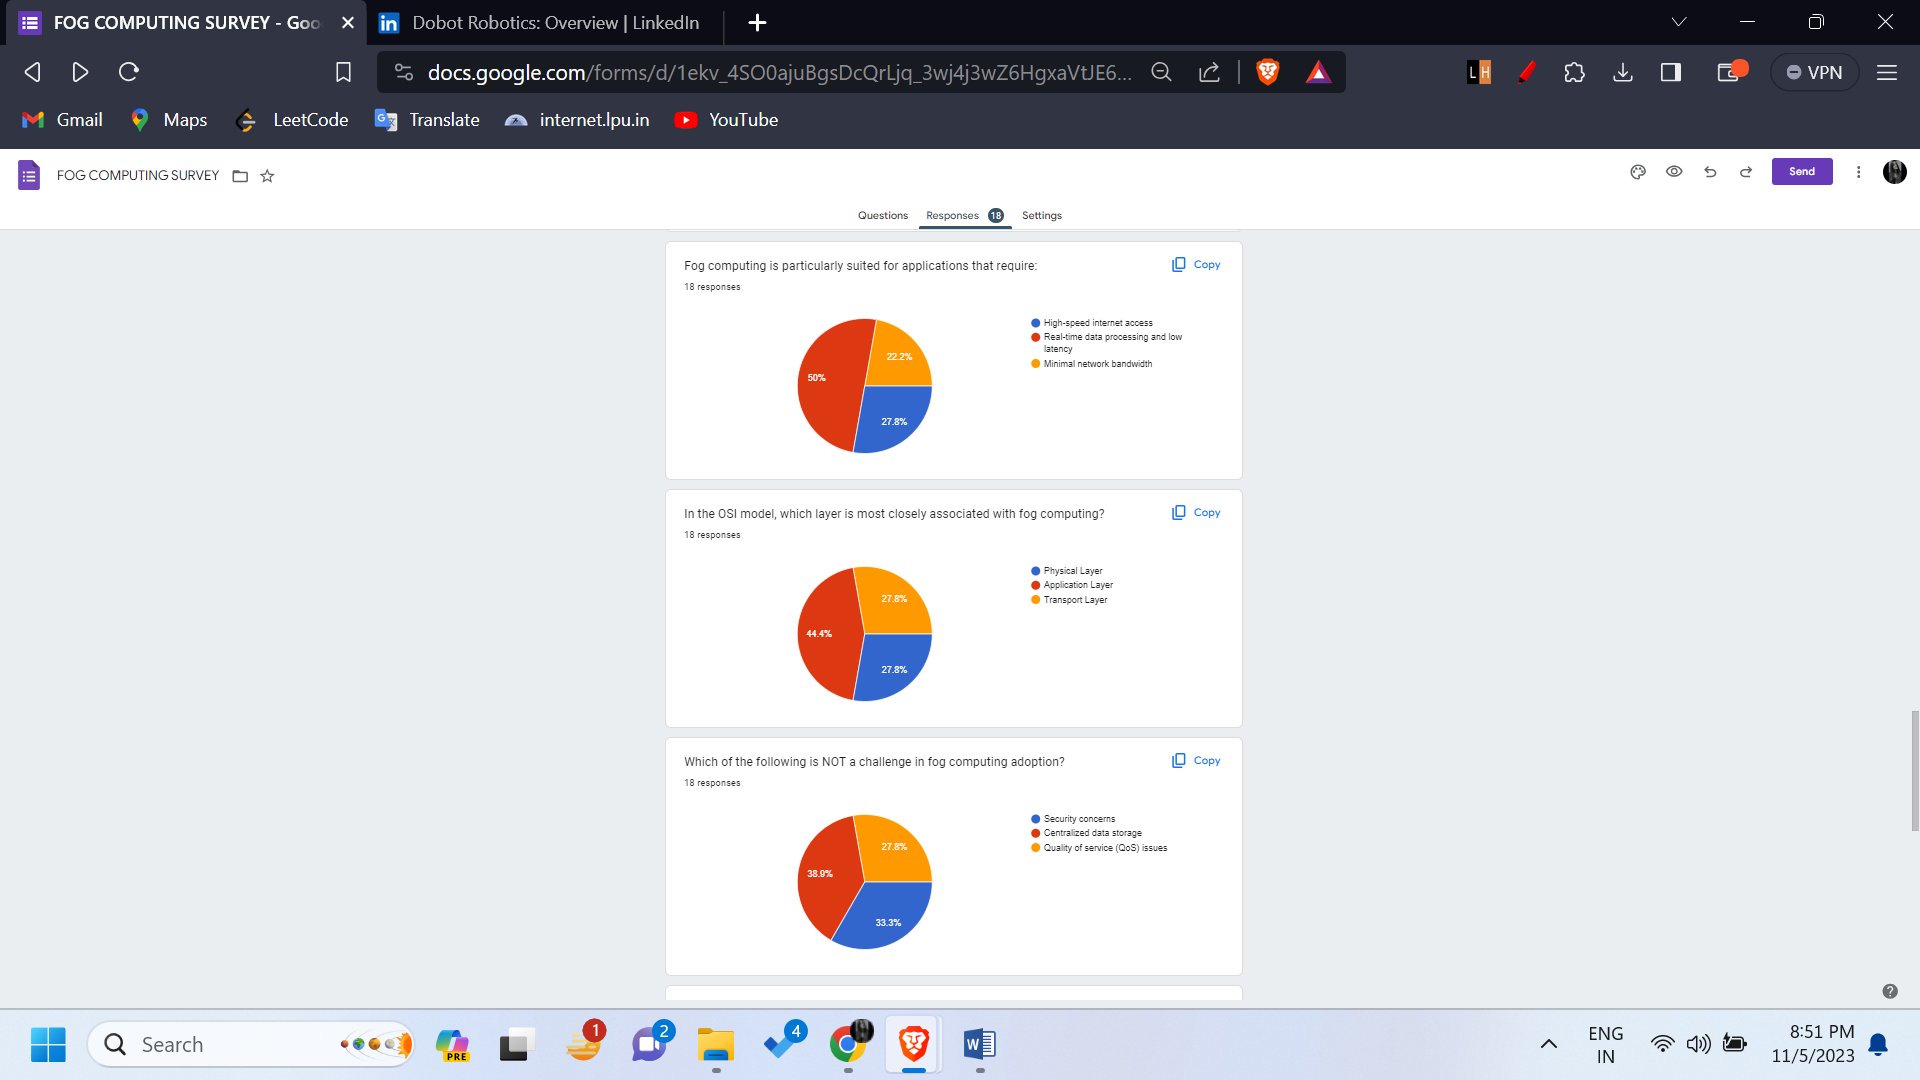 FOG COMPUTING SURVEY - Goo
Dobot Robotics: Overview | LinkedIn
docs.google.com/forms/d/1ekv_4SO0ajuBgsDcQrLjq_3wj4j3wZ6HgxaVtJE6...
VPN
Gmail
Maps
LeetCode
Translate
internet.lpu.in
YouTube
FOG COMPUTING SURVEY
Send
Questions
Responses 18
Settings
Fog computing is particularly suited for applications that require:
Copy
18 responses
High-speed internet access
Real-time data processing and low
latency
Minimal network bandwidth
22.2%
50%
27.8%
In the OSI model, which layer is most closely associated with fog computing?
Copy
18 responses
Physical Layer
Application Layer
Transport Layer
27.8%
44.4%
27.8%
Which of the following is NOT a challenge in fog computing adoption?
Copy
18 responses
Security concerns
Centralized data storage
Quality of service (QoS) issues
27.8%
38.9%
33.3%
Search
PRE
1
2
4
W
ENG
IN
8:51 PM
11/5/2023